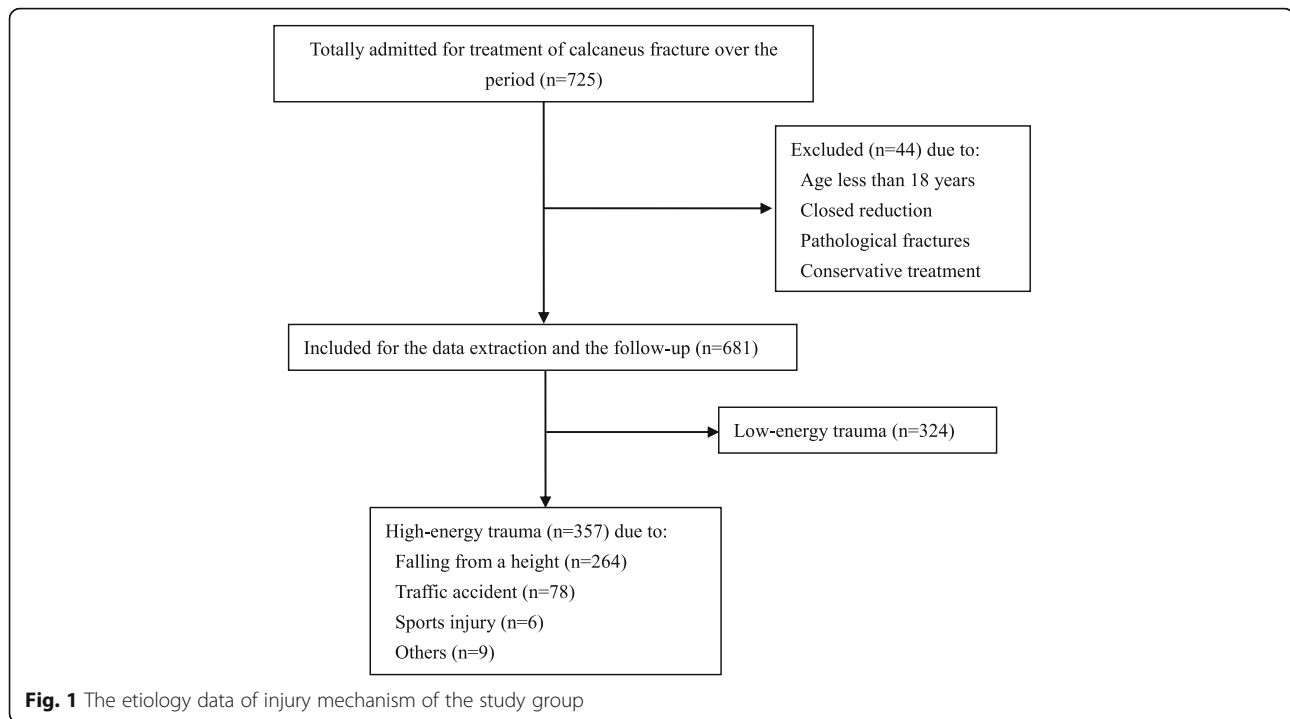 Totally admitted for treatment of calcaneus fracture over the
period (n=725)
Excluded (n=44) due to:
Age less than 18 years
Closed reduction
Pathological fractures
Conservative treatment
Included for the data extraction and the follow-up (n=681)
Low-energy trauma (n=324)
High-energy trauma (n=357) due to:
Falling from a height (n=264)
Traffic accident (n=78)
Sports injury (n=6)
Others (n=9)
Fig. 1 The etiology data of injury mechanism of the study group